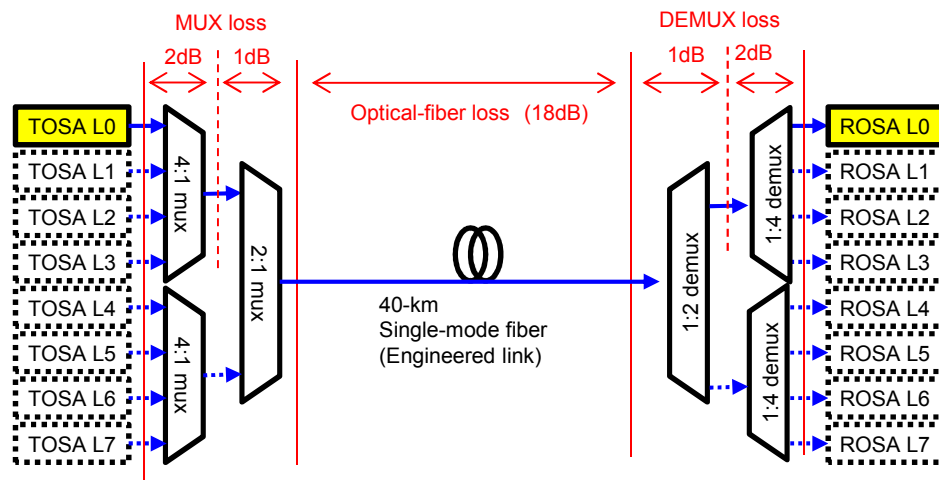 MUX loss
DEMUX loss
2dB
1dB
1dB
2dB
Optical-fiber loss (18dB)
TOSA L0
TOSA L1
TOSA L2
TOSA L3
TOSA L4
TOSA L5
TOSA L6
TOSA L7
4:1 mux
4:1 mux
2:1 mux
40-km
Single-mode fiber
(Engineered link)
1:2 demux
1:4 demux
1:4 demux
ROSA L0
ROSA L1
ROSA L2
ROSA L3
ROSA L4
ROSA L5
ROSA L6
ROSA L7